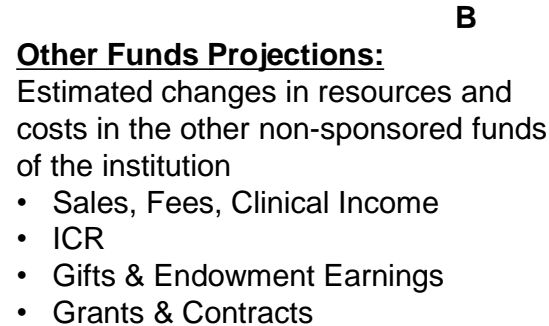 B
Other Funds Projections:
Estimated changes in resources and
costs in the other non-sponsored funds
of the institution
• Sales, Fees, Clinical Income
• ICR
• Gifts & Endowment Earnings
• Grants & Contracts